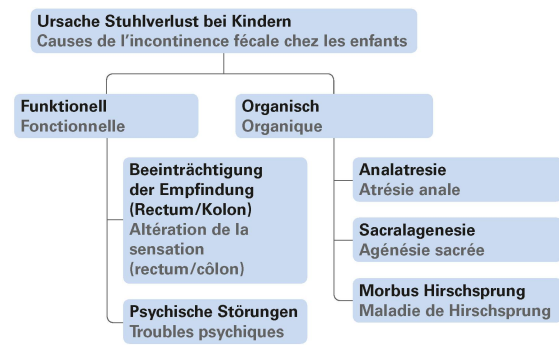 Ursache Stuhlverlust bei Kindern
Causes de l'incontinence fécale chez les enfants
Funktionell
Fonctionnelle
Beeinträchtigung
der Empfindung
(Rectum/Kolon)
Altération de la
sensation
(rectum/côlon)
Psychische Störungen
Troubles psychiques
Organisch
Organique
Analatresie
Atrésie anale
Sacralagenesie
Agénésie sacrée
Morbus Hirschsprung
Maladie de Hirschsprung